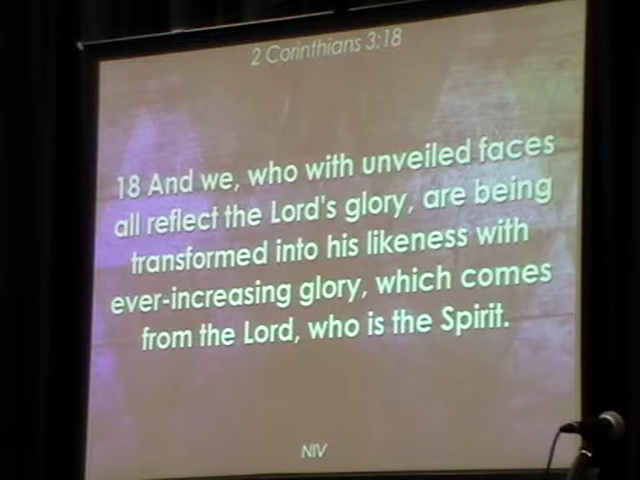 2 Corinthians 3:18
18 And we, who with unveiled faces
all reflect the Lord's glory, are being
transformed into his likeness with
ever-increasing glory, which comes
from the Lord, who is the Spirit.
NIV